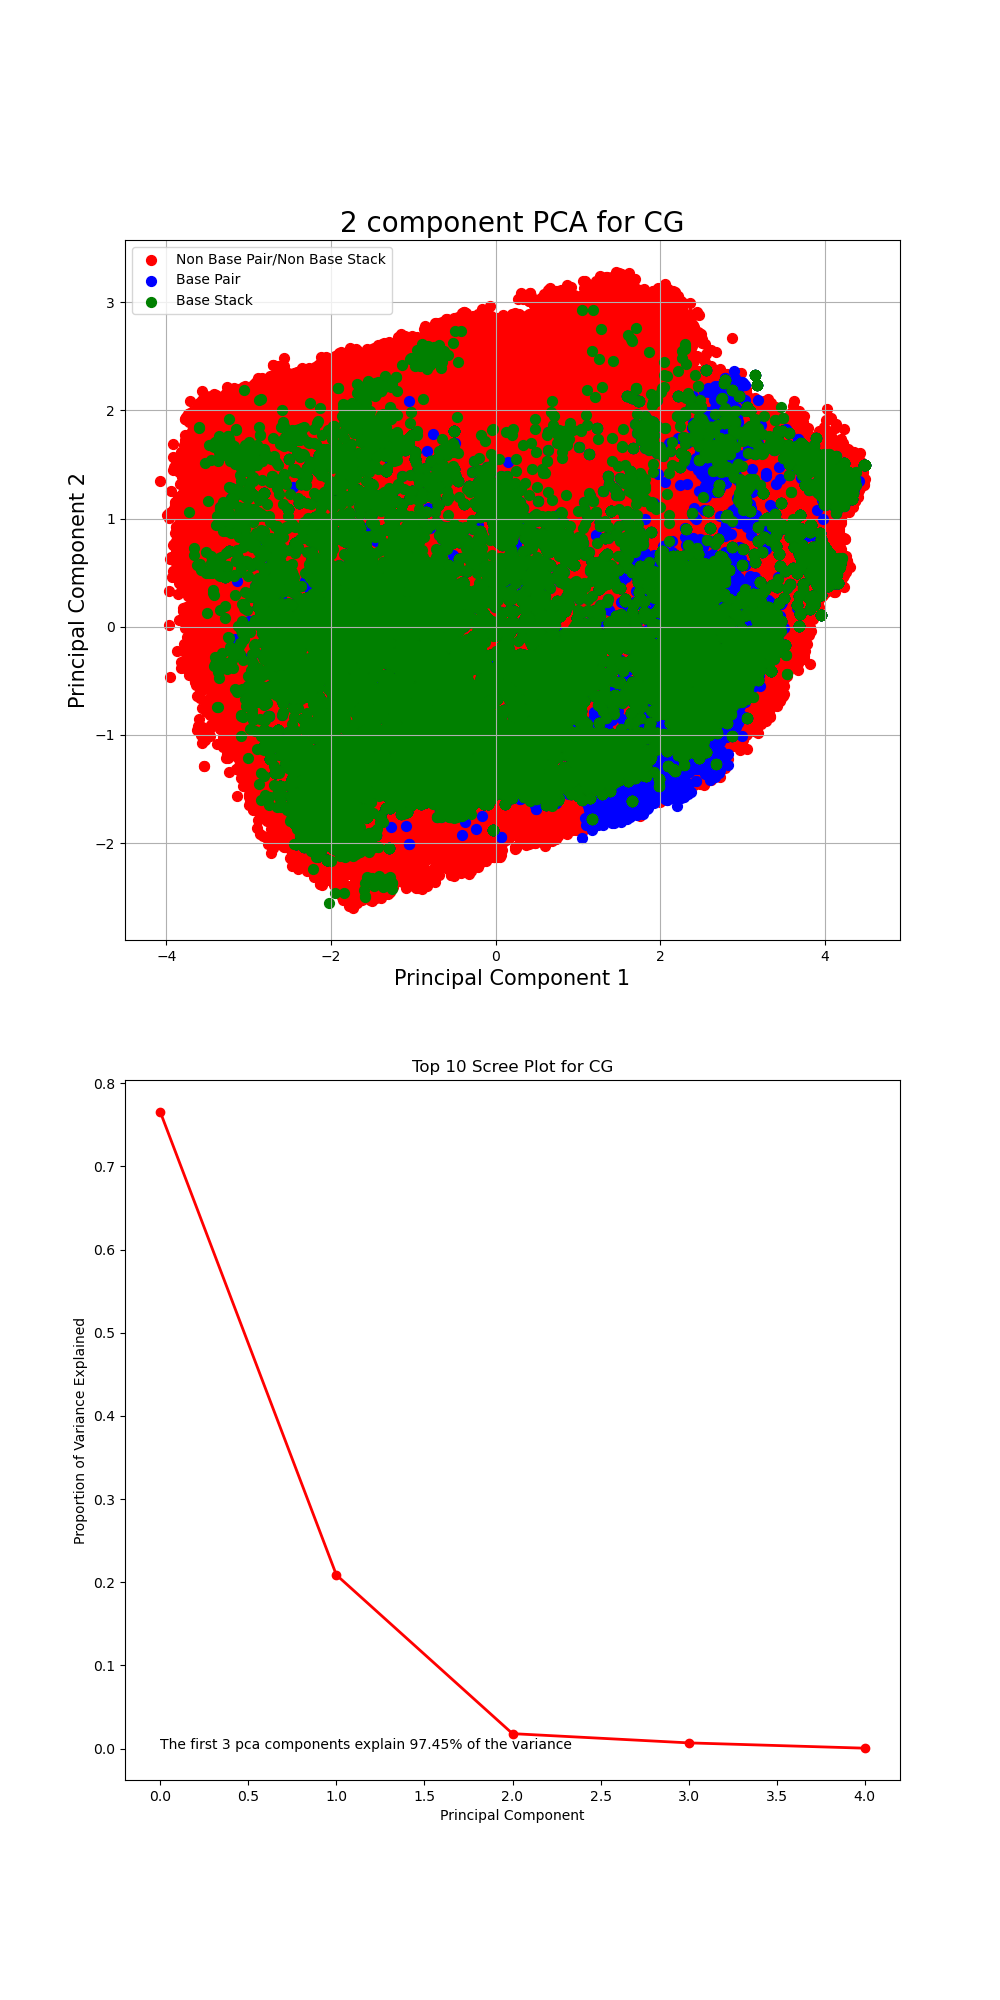 2 component PCA for CG
Non Base Pair/Non Base Stack
Base Pair
Base Stack
3
2
1
0
−1
−2
Principal Component 2
−4
−2
0
2
4
Principal Component 1
Top 10 Scree Plot for CG
0.8
0.7
0.6
0.5
0.4
0.3
0.2
0.1
0.0
Proportion of Variance Explained
The first 3 pca components explain 97.45% of the variance
0.0
0.5
1.0
1.5
2.0
2.5
3.0
3.5
4.0
Principal Component